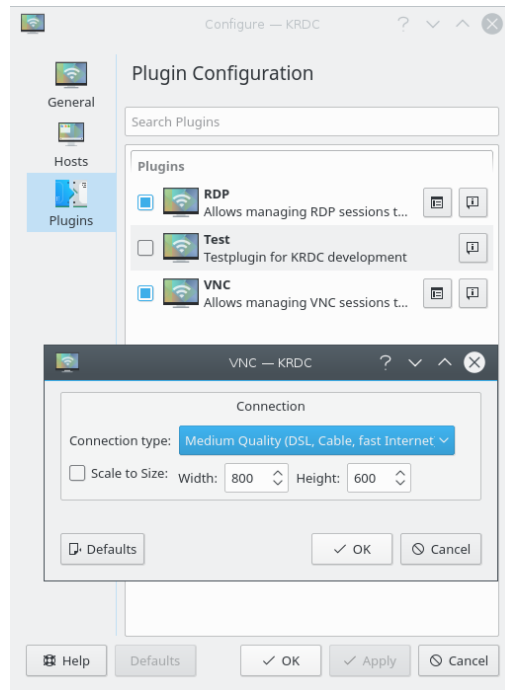 Configure — KRDC
Plugin Configuration
General
Search Plugins
Hosts
Plugins
RDP
Allows managing RDP sessions t...
Plugins
Test
Testplugin for KRDC development
VNC
Allows managing VNC sessions t...
VNC — KRDC
Connection
Connection type: Medium Quality (DSL, Cable, fast Internet
Scale to Size: Width: 800 Height: 600
Defaults OK Cancel
Help Defaults OK Apply Cancel